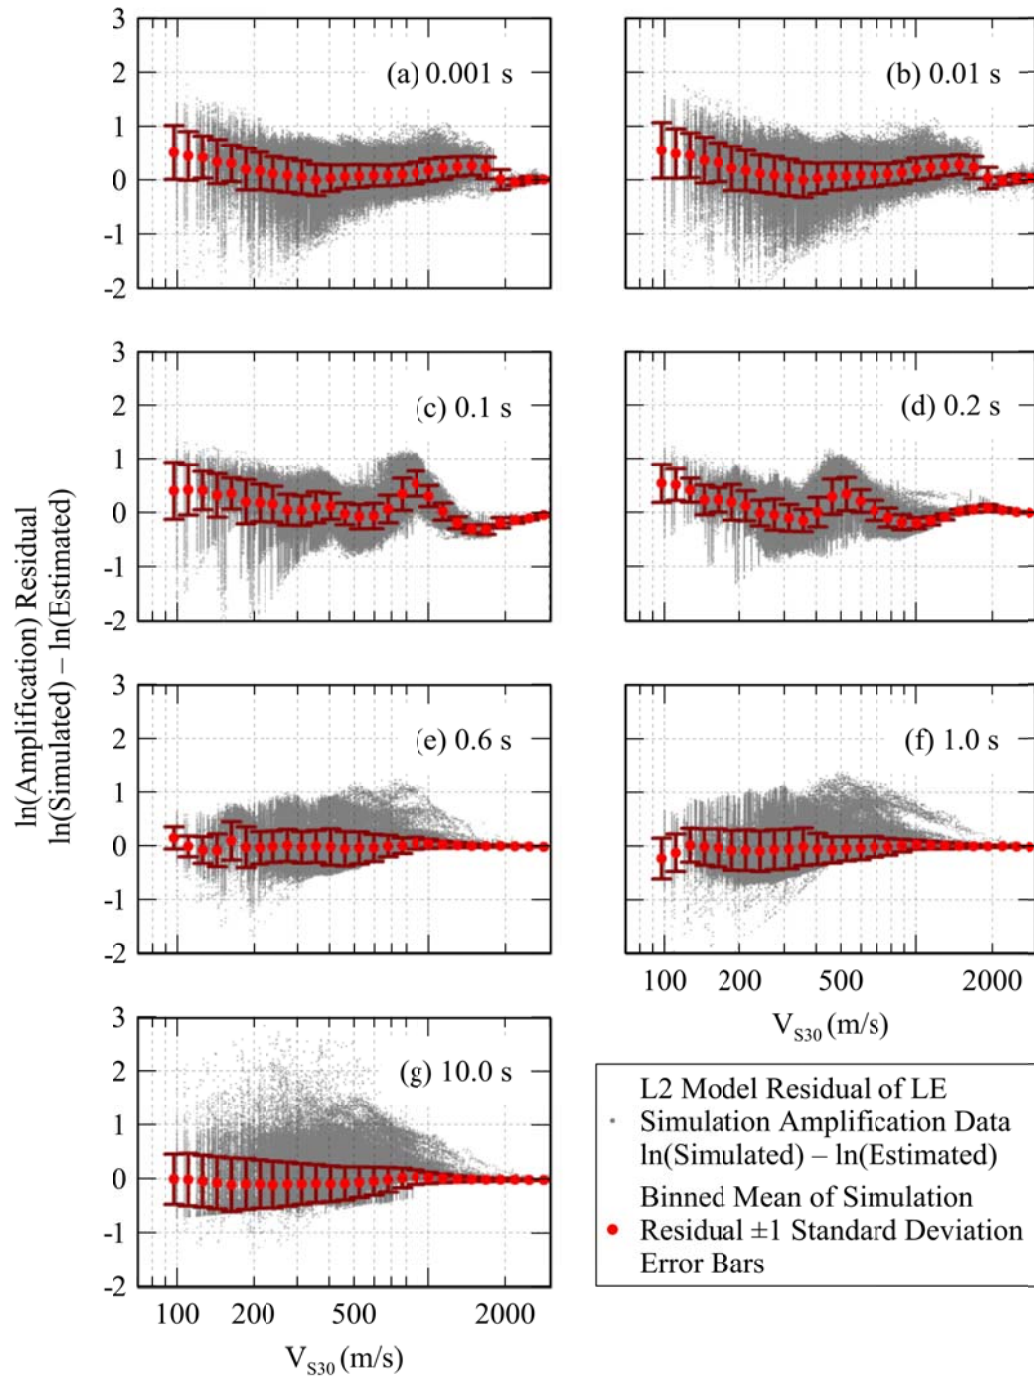 3
2
1
0
-1
-2
(a) 0.001 s
(b) 0.01 s
3
2
1
0
-1
-2
(c) 0.1 s
(d) 0.2 s
ln(Amplification) Residual
ln(Simulated) – ln(Estimated)
3
2
1
0
-1
-2
(e) 0.6 s
(f) 1.0 s
100 200 500 2000
V_S30 (m/s)
3
2
1
0
-1
-2
(g) 10.0 s
100 200 500 2000
V_S30 (m/s)
L2 Model Residual of LE
Simulation Amplification Data
ln(Simulated) – ln(Estimated)
Binned Mean of Simulation
Residual ±1 Standard Deviation
Error Bars